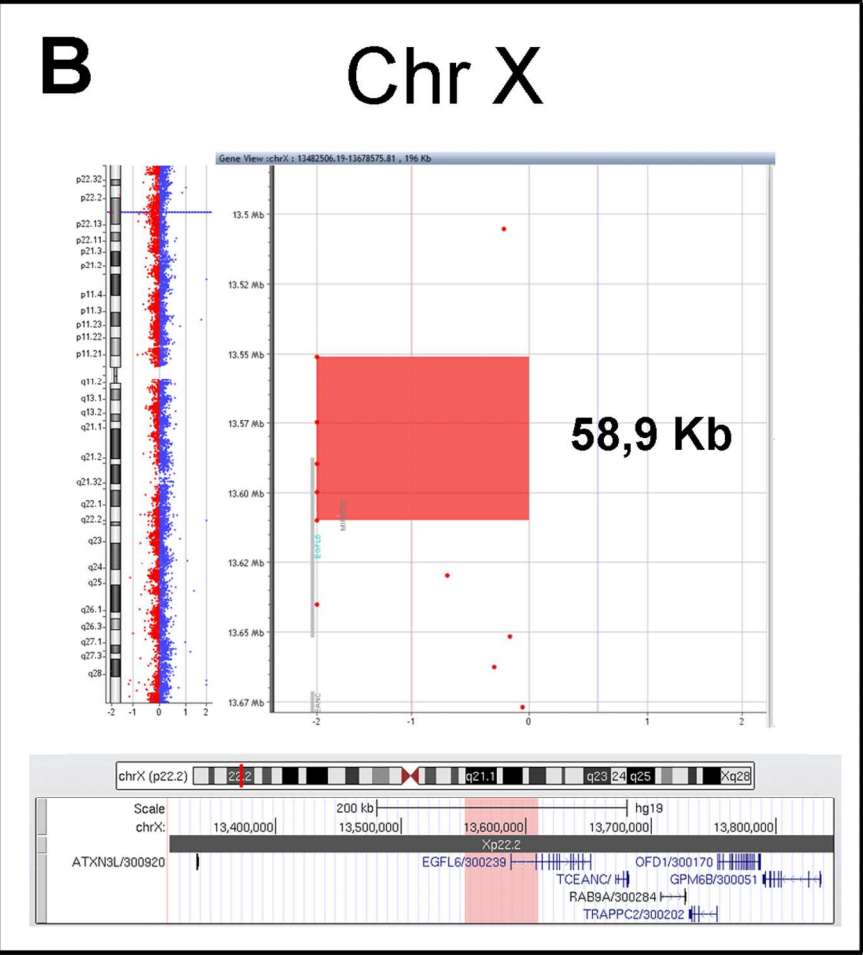 B
Chr X
Gene View :chrX : 13482506.19-13678575.81 , 196 Kb
p22.32
p22.2
p22.13
p22.11
p21.3
p21.2
p11.4
p11.3
p11.23
p11.22
p11.21
q11.2
q13.1
q13.2
q21.1
q21.2
q21.32
q22.1
q22.2
q23
q24
q25
q26.1
q26.3
q27.1
q27.3
q28
-2 -1 0 1 2
13.5 Mb
13.52 Mb
13.55 Mb
13.57 Mb
13.60 Mb
13.62 Mb
13.65 Mb
13.67 Mb
58,9 Kb
-2 -1 0 1 2
chrX (p22.2) 22.2 q21.1 q23 24 q25 Xq28
Scale 200 kb hg19
chrX: 13,400,000 13,500,000 13,600,000 13,700,000 13,800,000
Xp22.2
ATXN3L/300920 EGFL6/300239 OFD1/300170
TCEANC/ GPM6B/300051
RAB9A/300284
TRAPPC2/300202